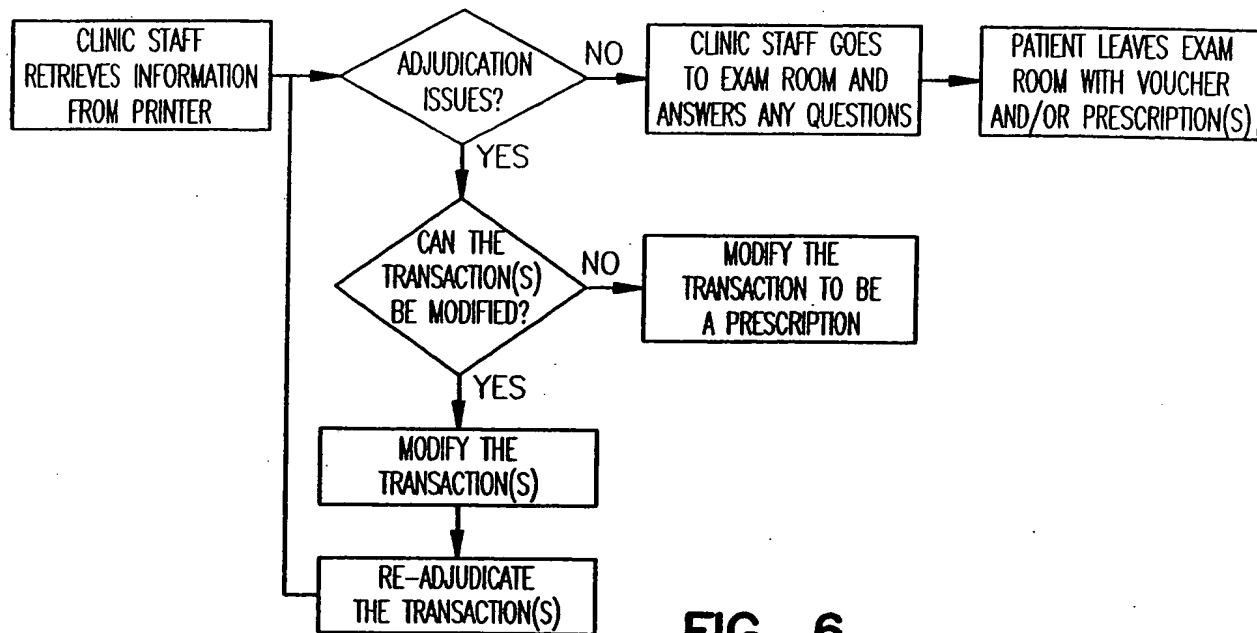 CLINIC STAFF
RETRIEVES INFORMATION
FROM PRINTER
ADJUDICATION
ISSUES?
NO
CLINIC STAFF GOES
TO EXAM ROOM AND
ANSWERS ANY QUESTIONS
PATIENT LEAVES EXAM
ROOM WITH VOUCHER
AND/OR PRESCRIPTION(S).
YES
CAN THE
TRANSACTION(S)
BE MODIFIED?
NO
MODIFY THE
TRANSACTION TO BE
A PRESCRIPTION
YES
MODIFY THE
TRANSACTION(S)
RE-ADJUDICATE
THE TRANSACTION(S)
FIG. 6